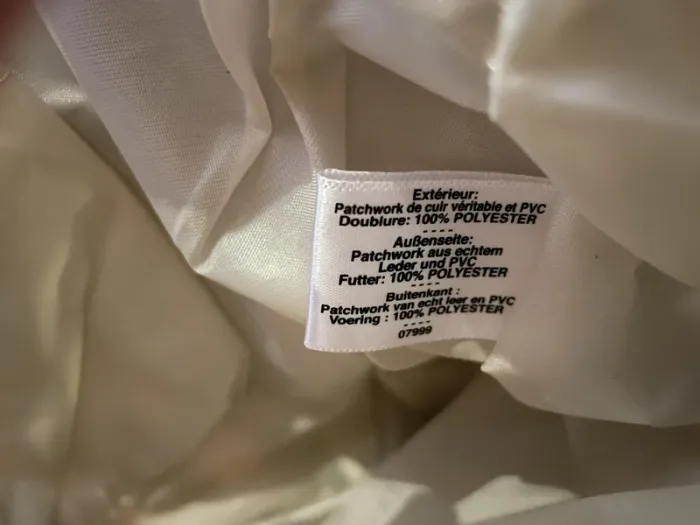 Extérieur:
Patchwork de cuir véritable et PVC
Doublure: 100% POLYESTER
----
Außenseite:
Patchwork aus echtem
Leder und PVC
Futter: 100% POLYESTER
----
Buitenkant :
Patchwork van echt leer en PVC
Voering : 100% POLYESTER
----
07999